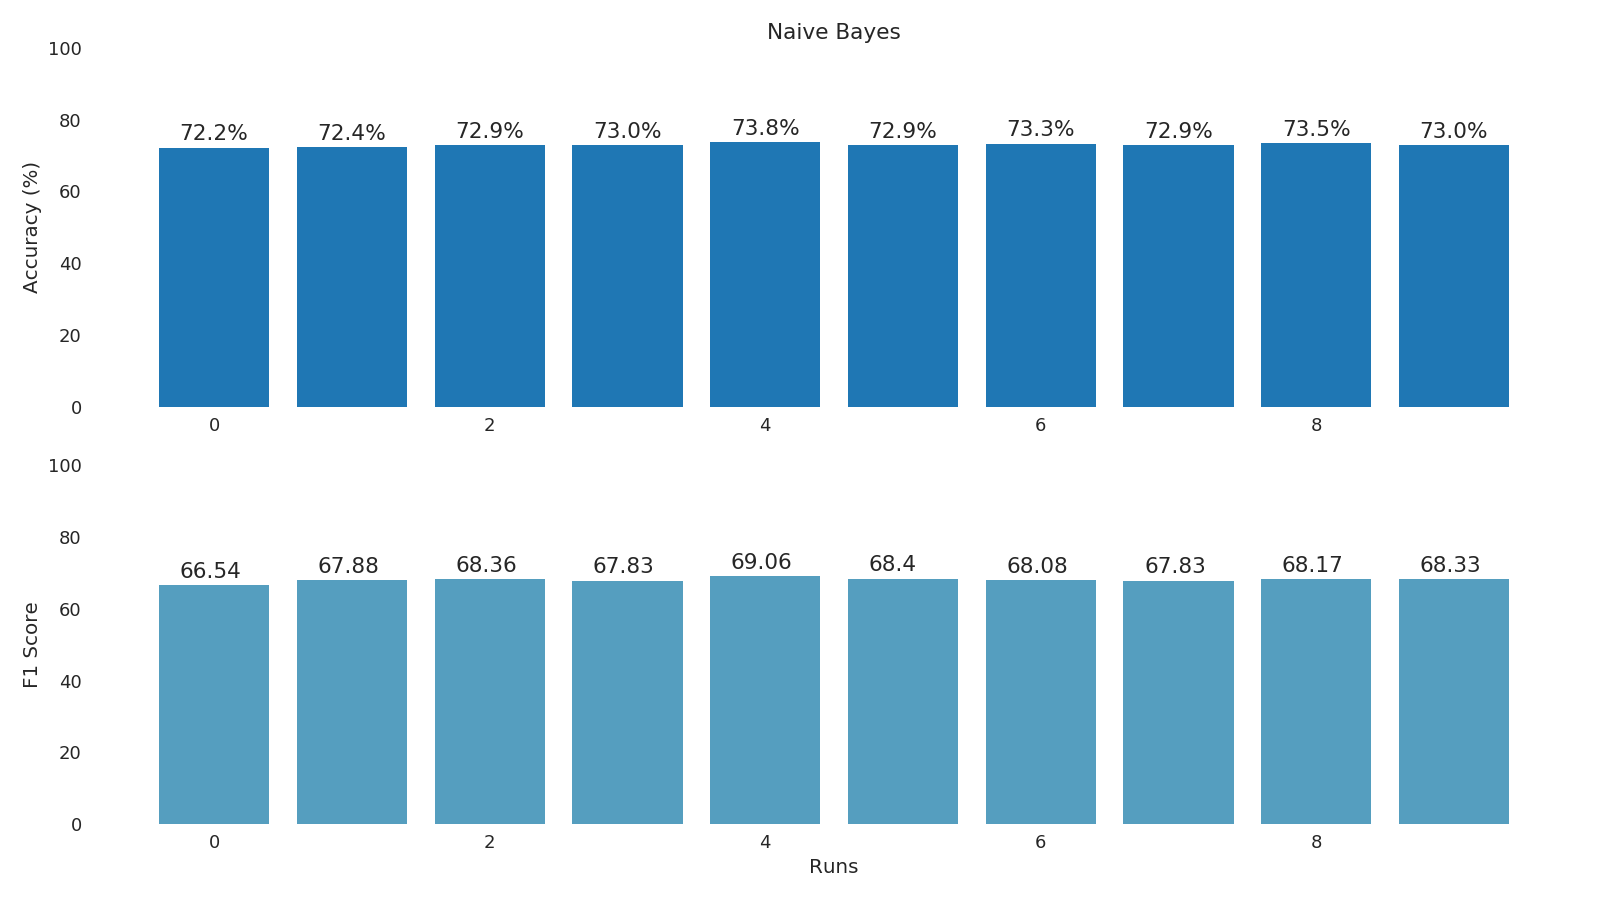 Naive Bayes
100
80
60
40
20
0
Accuracy (%)
72.2% 72.4% 72.9% 73.0% 73.8% 72.9% 73.3% 72.9% 73.5% 73.0%
0 2 4 6 8
100
80
60
40
20
0
F1 Score
66.54 67.88 68.36 67.83 69.06 68.4 68.08 67.83 68.17 68.33
0 2 4 6 8
Runs